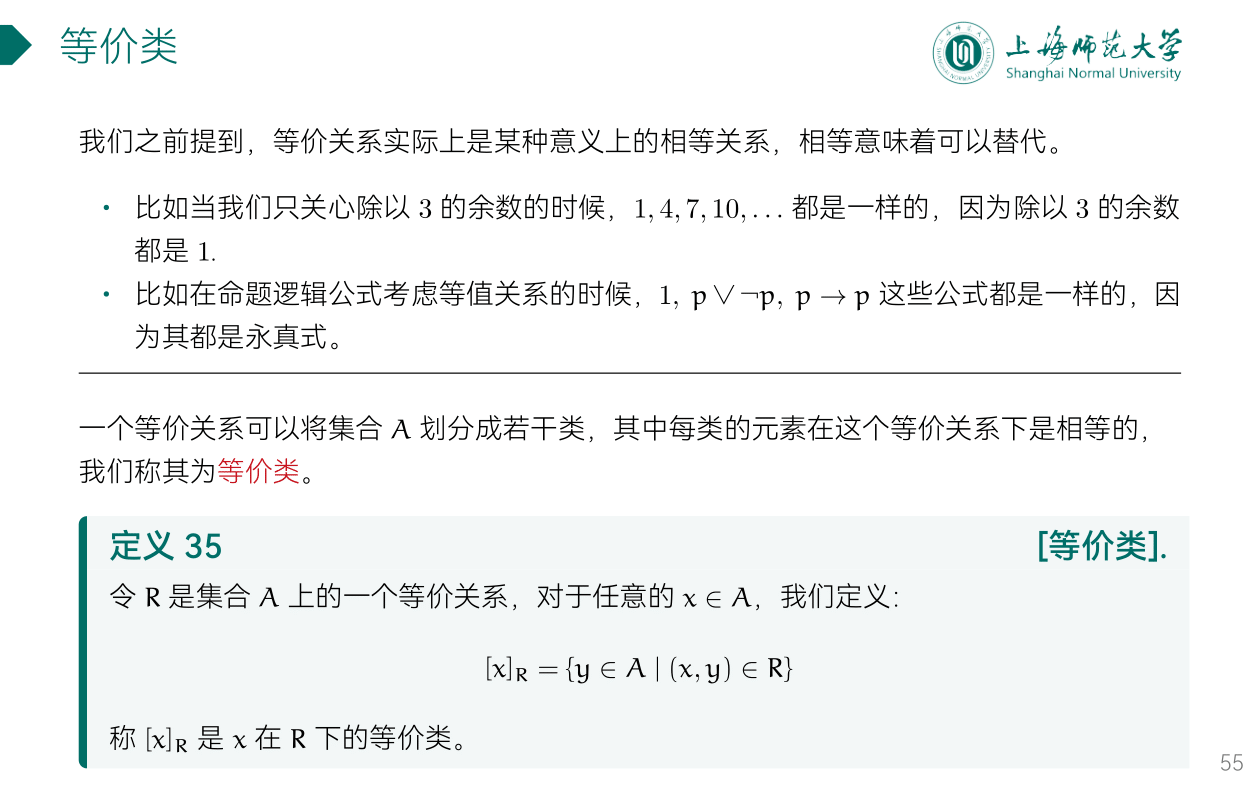 等价类
上海师范大学
Shanghai Normal University
我们之前提到，等价关系实际上是某种意义上的相等关系，相等意味着可以替代。
• 比如当我们只关心除以 3 的余数的时候，1, 4, 7, 10, . . . 都是一样的，因为除以 3 的余数
都是 1.
• 比如在命题逻辑公式考虑等值关系的时候，1, p ∨ ¬p, p → p 这些公式都是一样的，因
为其都是永真式。
一个等价关系可以将集合 A 划分成若干类，其中每类的元素在这个等价关系下是相等的，
我们称其为等价类。
定义 35 [等价类].
令 R 是集合 A 上的一个等价关系，对于任意的 x ∈ A，我们定义：
[x]R = {y ∈ A | (x, y) ∈ R}
称 [x]R 是 x 在 R 下的等价类。
55